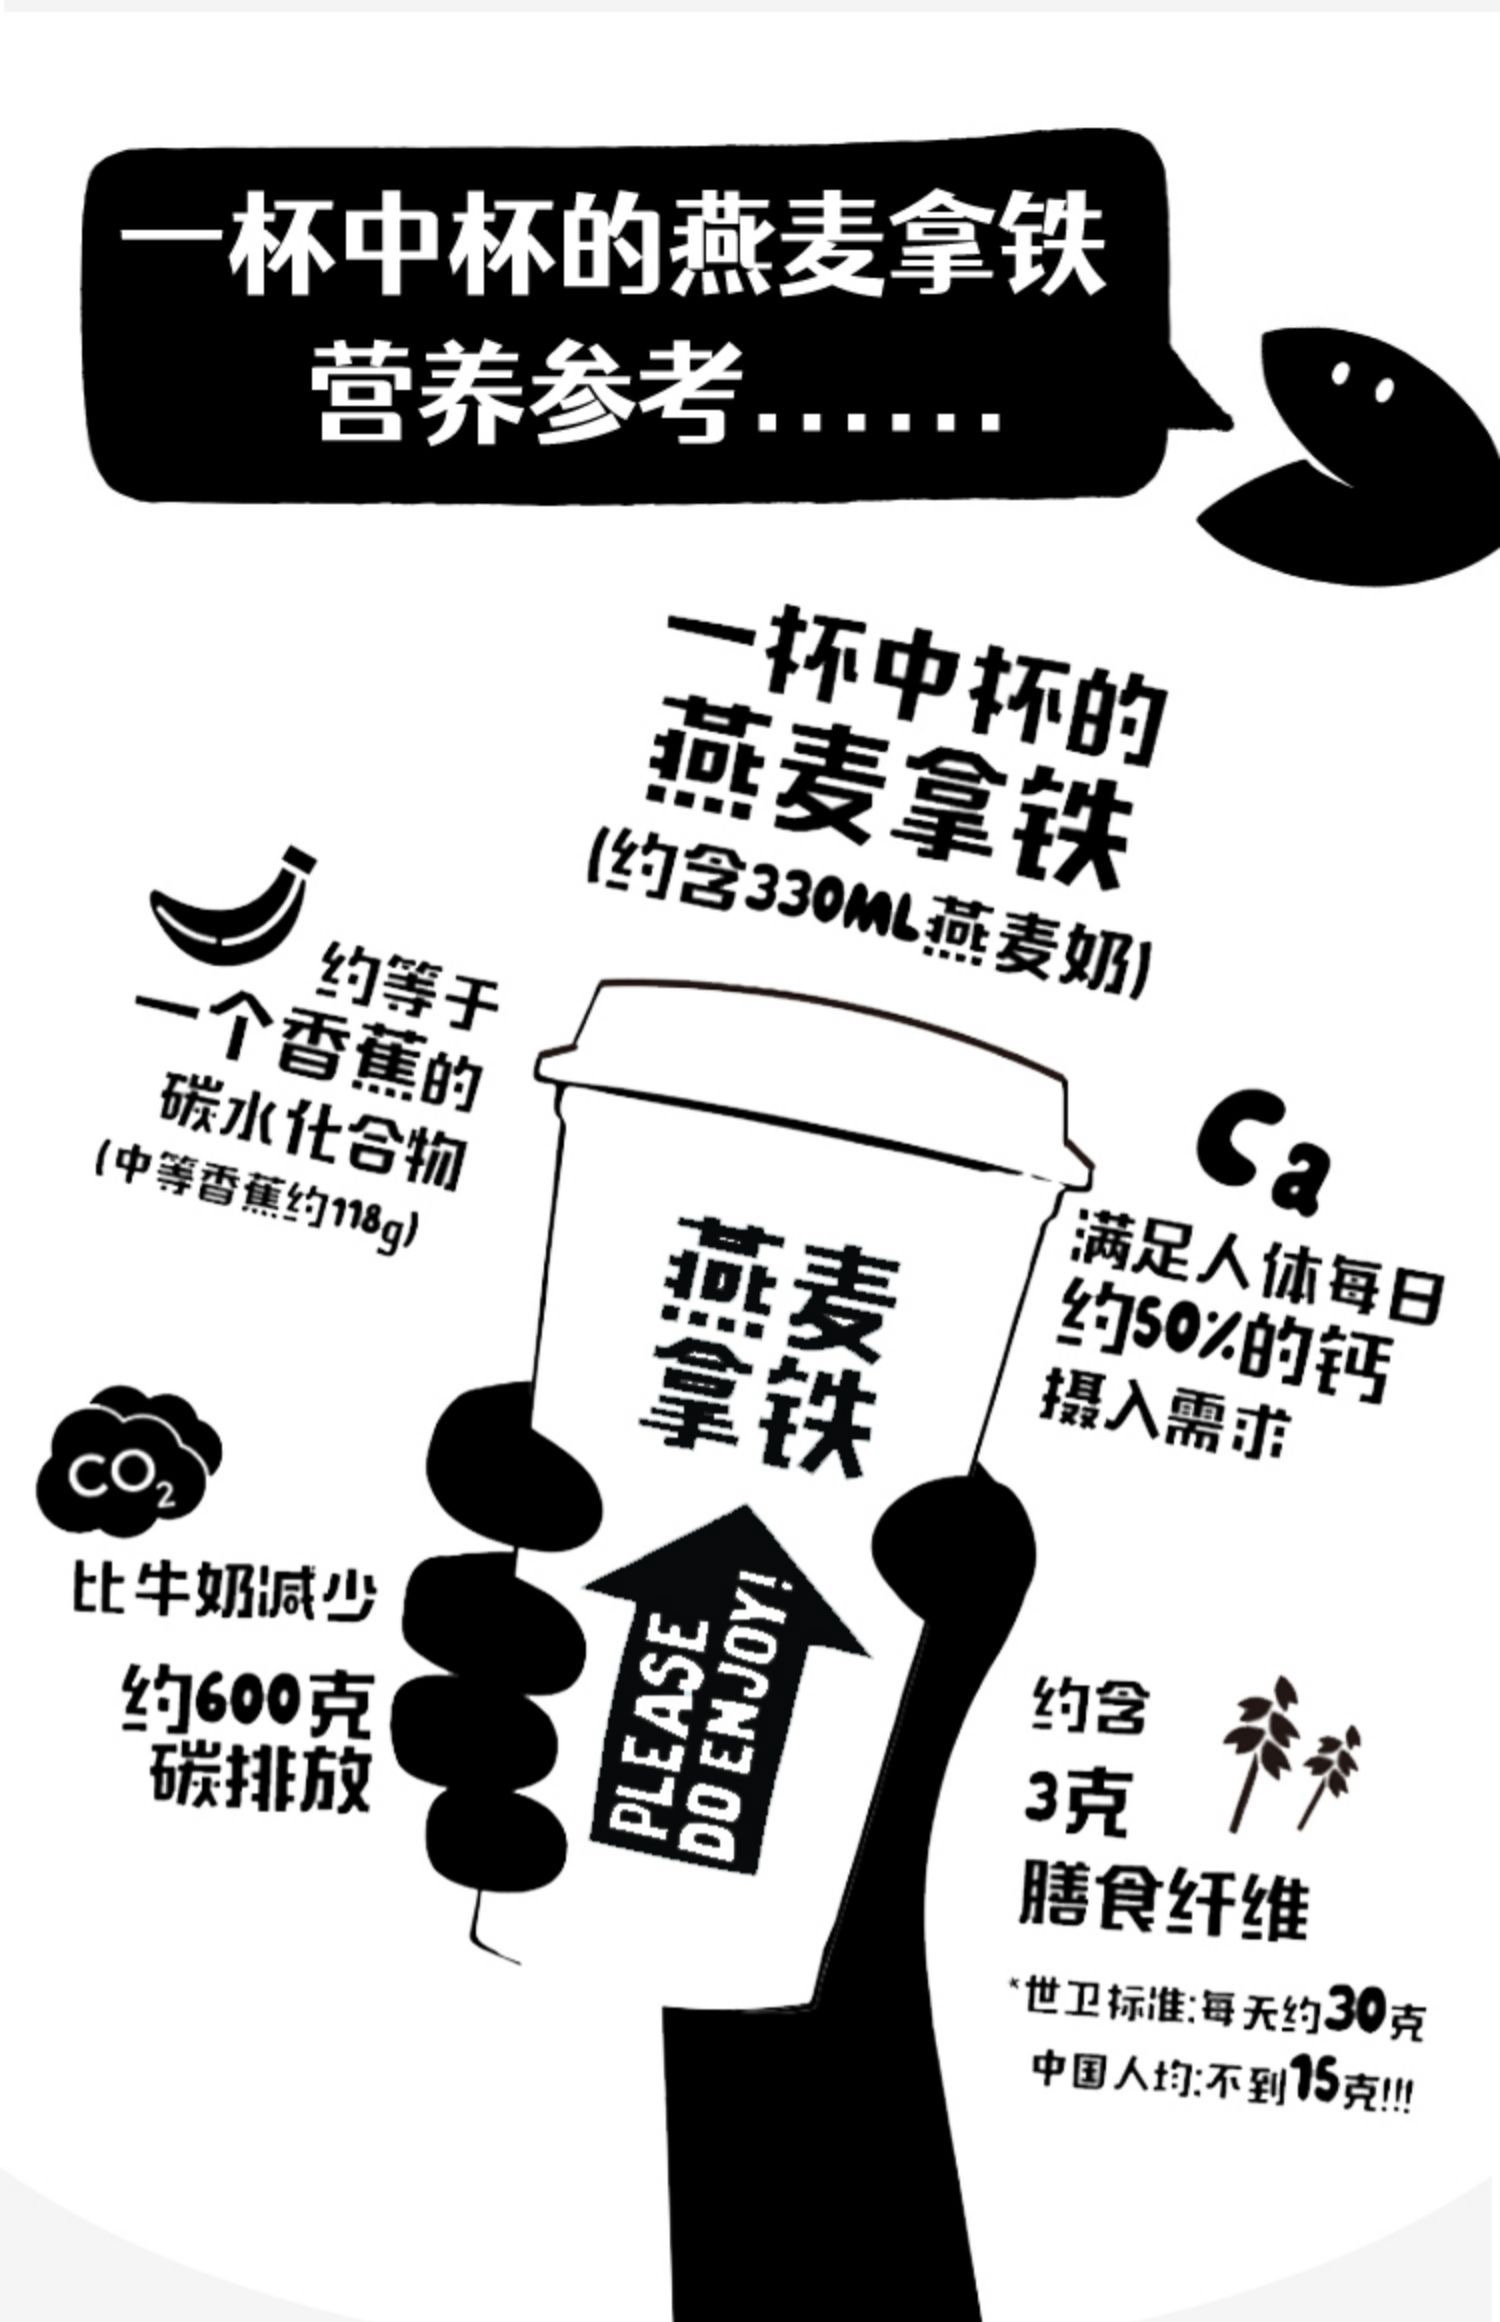 一杯中杯的燕麦拿铁
营养参考......
一杯中杯的
燕麦拿铁
(约含330ML燕麦奶)
约等于
一个香蕉的
碳水化合物
(中等香蕉约118g)
Ca
满足人体每日
约50%的钙
摄入需求
燕麦
拿铁
PLEASE
DO ENJOY!
CO₂
比牛奶减少
约600克
碳排放
约含
3克
膳食纤维
*世卫标准:每天约30克
中国人均:不到15克!!!